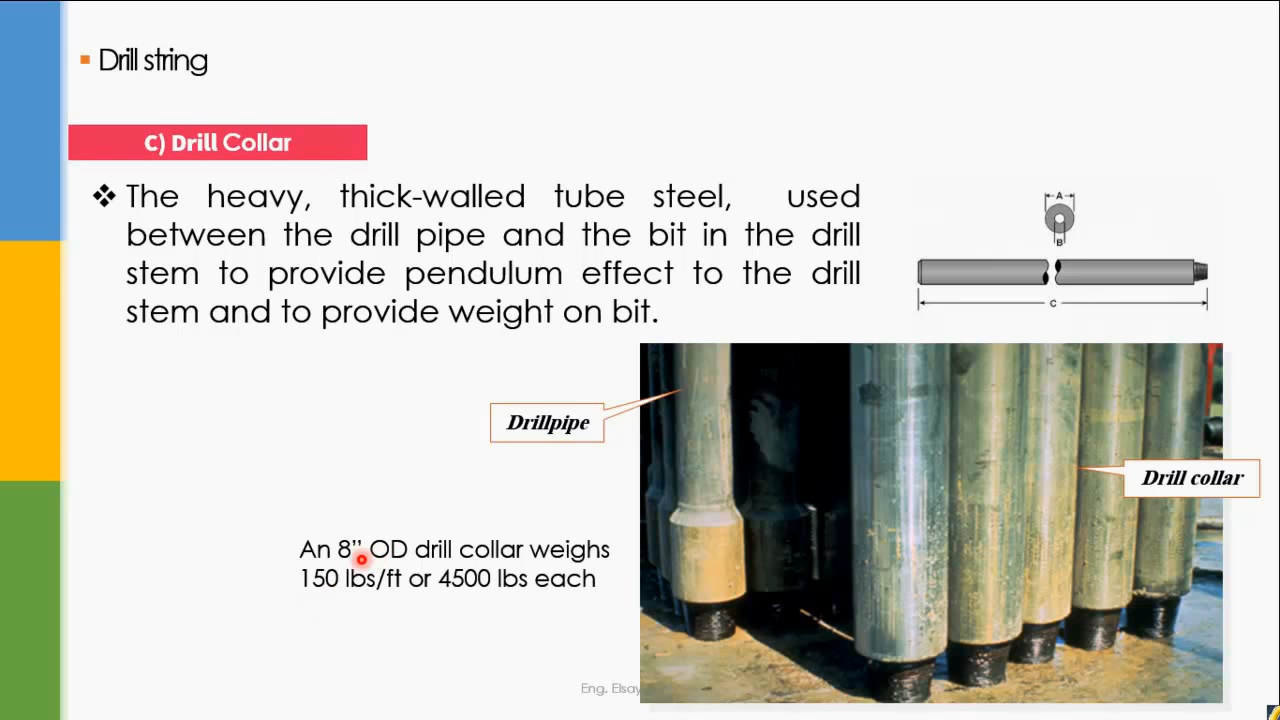 Drill string
C) Drill Collar
The heavy, thick-walled tube steel, used
between the drill pipe and the bit in the drill
stem to provide pendulum effect to the drill
stem and to provide weight on bit.
A
B
C
Drillpipe
Drill collar
An 8” OD drill collar weighs
150 lbs/ft or 4500 lbs each
Eng.